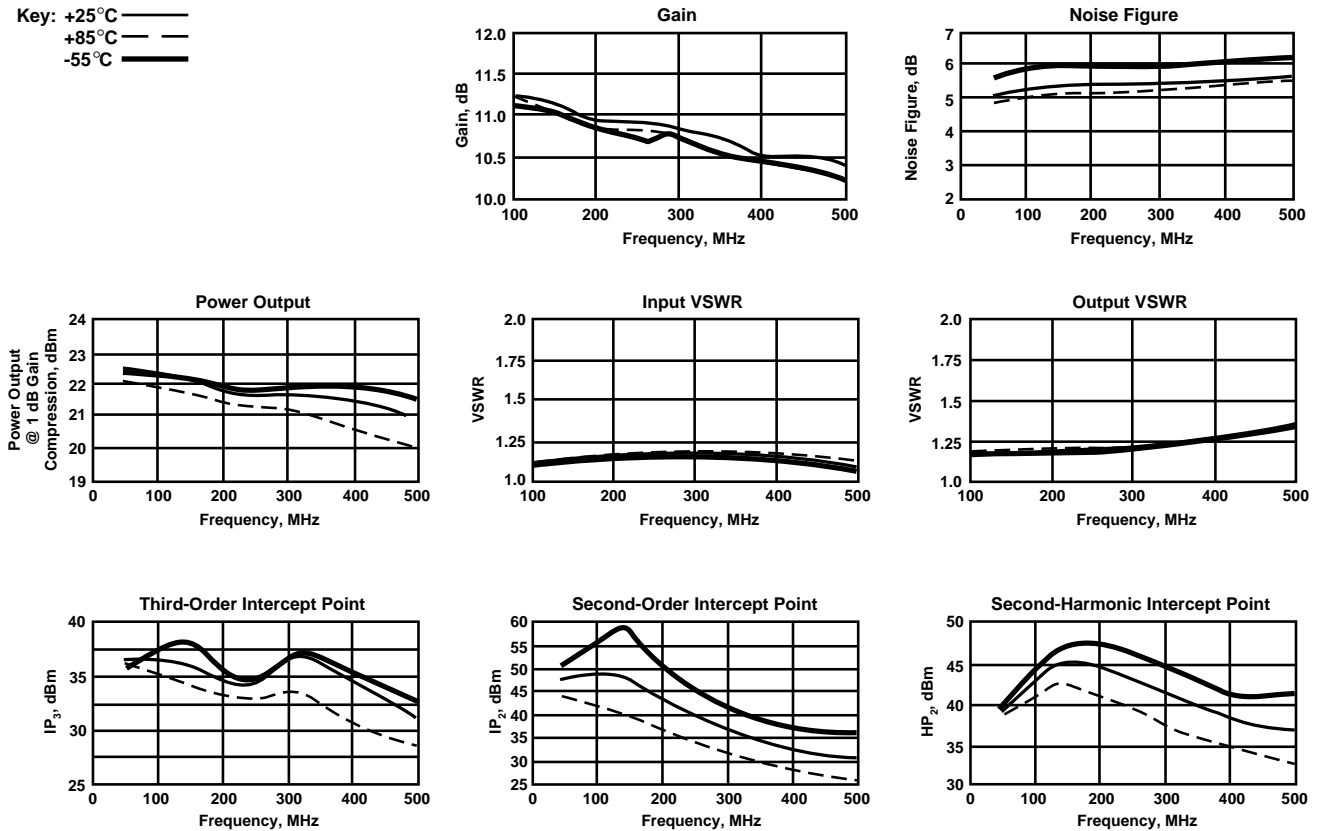 Key: +25°C
+85°C
-55°C
Gain
12.0
11.5
11.0
10.5
10.0
Gain, dB
100 200 300 400 500
Frequency, MHz
Noise Figure
7
6
5
4
3
2
Noise Figure, dB
0 100 200 300 400 500
Frequency, MHz
Power Output
24
23
22
21
20
19
Power Output
@ 1 dB Gain
Compression, dBm
0 100 200 300 400 500
Frequency, MHz
Input VSWR
2.0
1.75
1.5
1.25
1.0
VSWR
100 200 300 400 500
Frequency, MHz
Output VSWR
2.0
1.75
1.5
1.25
1.0
VSWR
100 200 300 400 500
Frequency, MHz
Third-Order Intercept Point
40
35
30
25
IP3, dBm
0 100 200 300 400 500
Frequency, MHz
Second-Order Intercept Point
60
55
50
45
40
35
30
25
IP2, dBm
0 100 200 300 400 500
Frequency, MHz
Second-Harmonic Intercept Point
50
45
40
35
30
HP2, dBm
0 100 200 300 400 500
Frequency, MHz